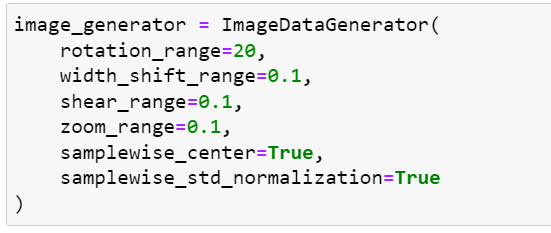 image_generator = ImageDataGenerator(
    rotation_range=20,
    width_shift_range=0.1,
    shear_range=0.1,
    zoom_range=0.1,
    samplewise_center=True,
    samplewise_std_normalization=True
)